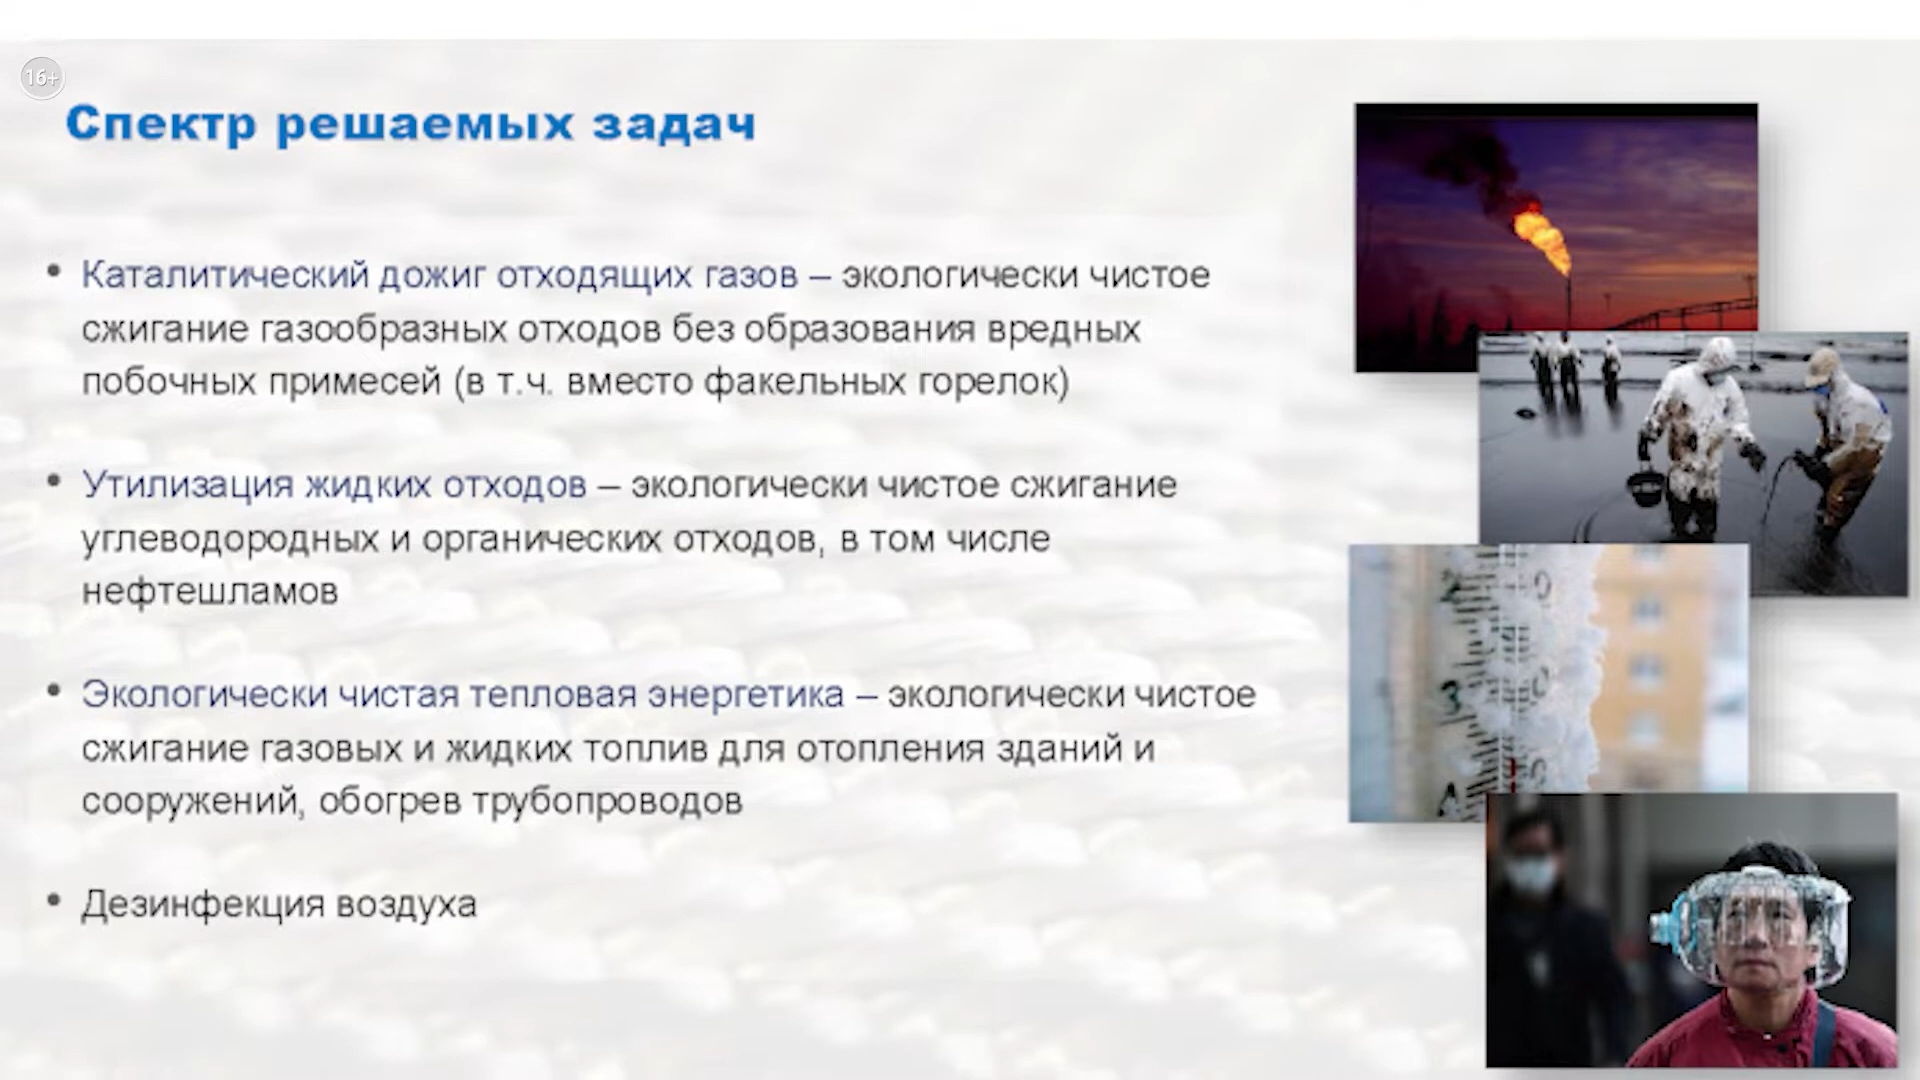 16+
Спектр решаемых задач
• Каталитический дожиг отходящих газов – экологически чистое
сжигание газообразных отходов без образования вредных
побочных примесей (в т.ч. вместо факельных горелок)
• Утилизация жидких отходов – экологически чистое сжигание
углеводородных и органических отходов, в том числе
нефтешламов
• Экологически чистая тепловая энергетика – экологически чистое
сжигание газовых и жидких топлив для отопления зданий и
сооружений, обогрев трубопроводов
• Дезинфекция воздуха